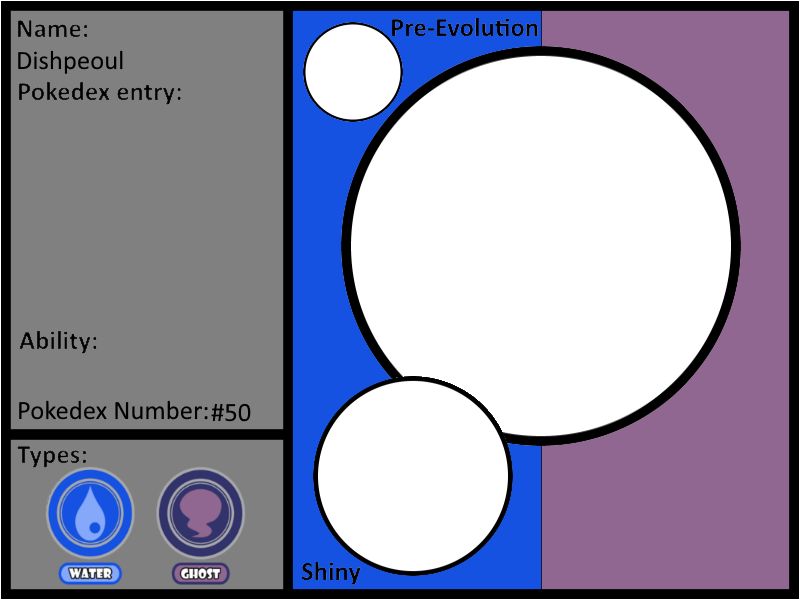 Name:
Dishpeoul
Pokedex entry:
Ability:
Pokedex Number:#50
Types:
WATER
GHOST
Pre-Evolution
Shiny